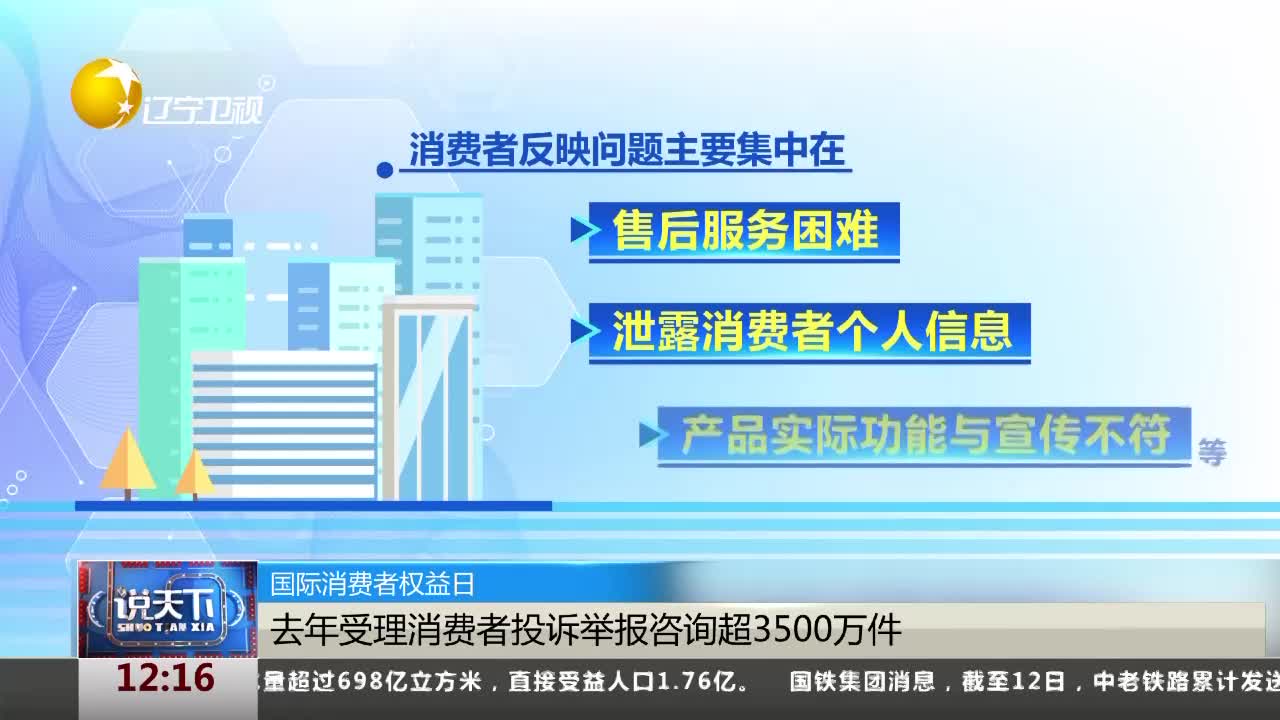 辽宁卫视
消费者反映问题主要集中在
售后服务困难
泄露消费者个人信息
产品实际功能与宣传不符 等
说天下
SHUO TIAN XIA
国际消费者权益日
去年受理消费者投诉举报咨询超3500万件
12:16
量超过698亿立方米，直接受益人口1.76亿。 国铁集团消息，截至12日，中老铁路累计发送